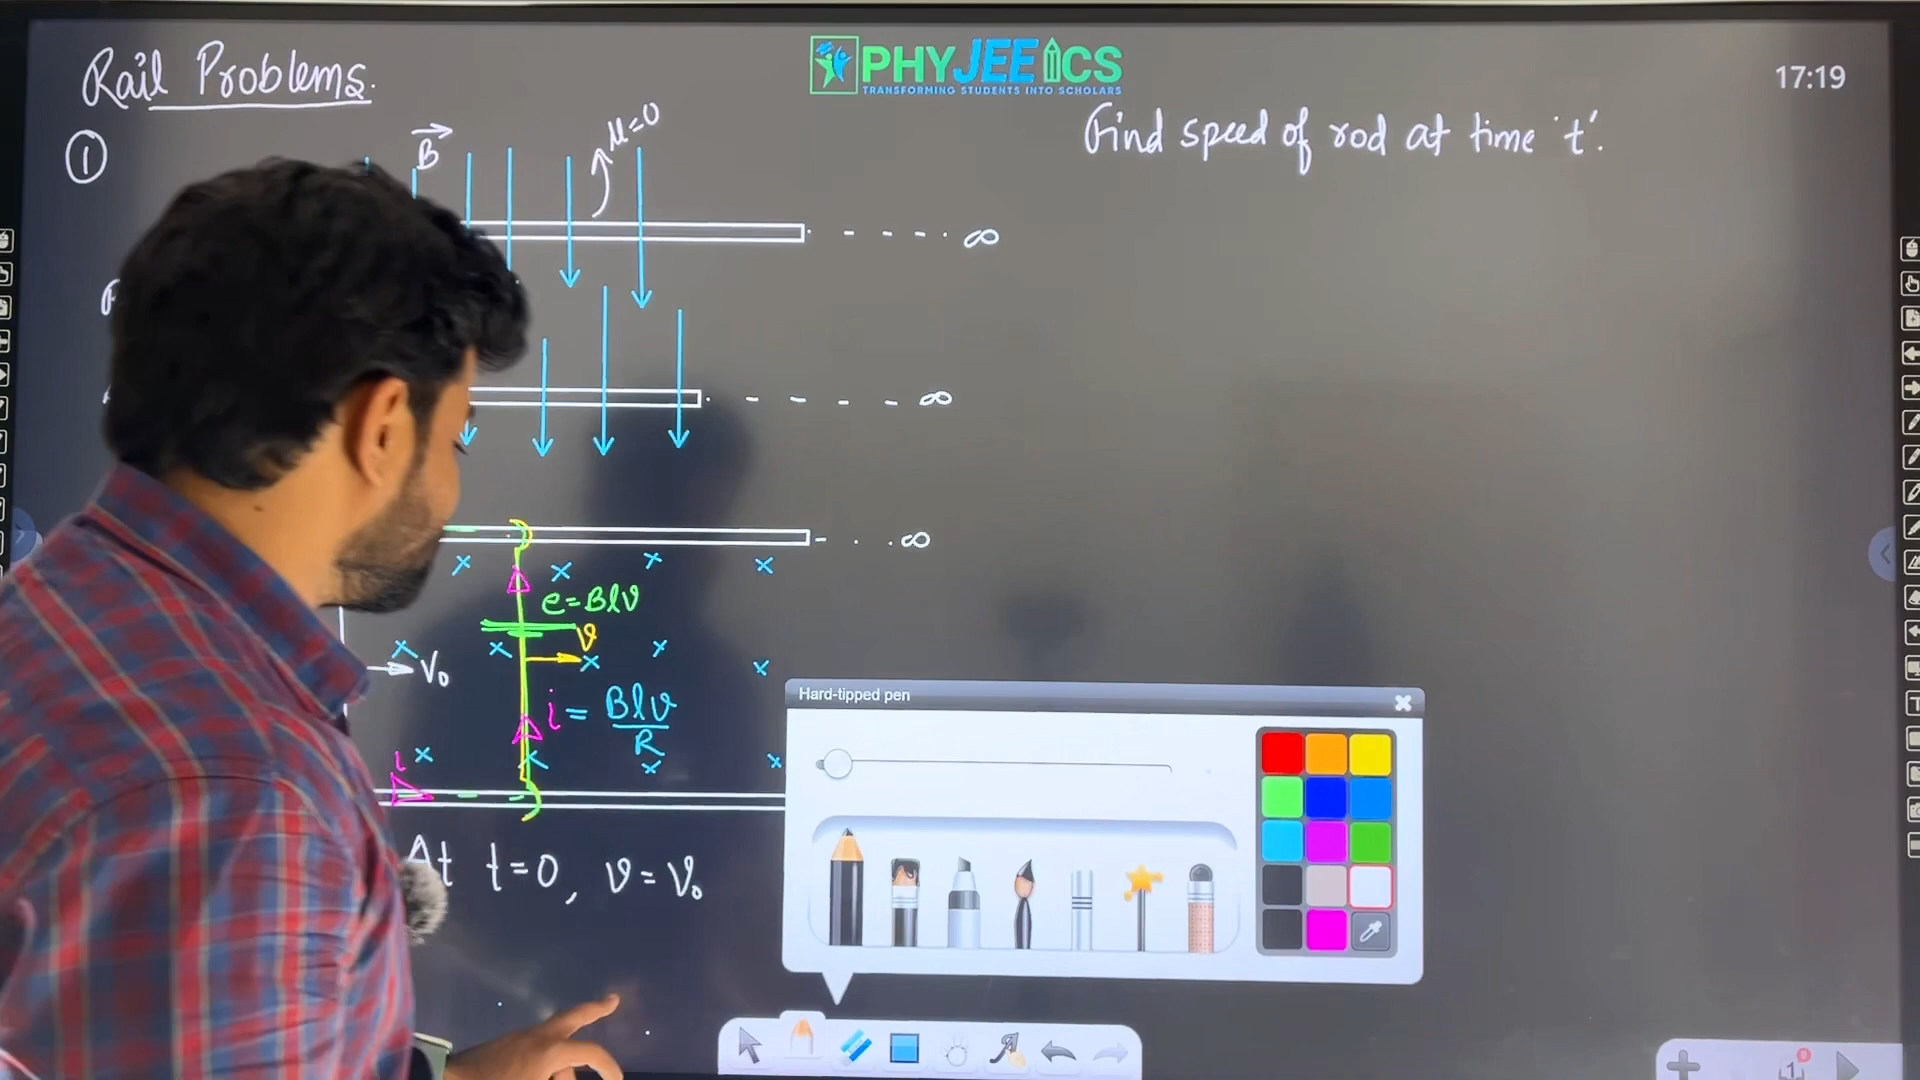 Rail Problems.
PHYJEEICS
TRANSFORMING STUDENTS INTO SCHOLARS
17:19
Find speed of rod at time 't'.
①
B
μ=0
∞
∞
∞
e=Blv
v
V₀
i = Blv/R
i
At t=0, v=v₀
Hard-tipped pen
1